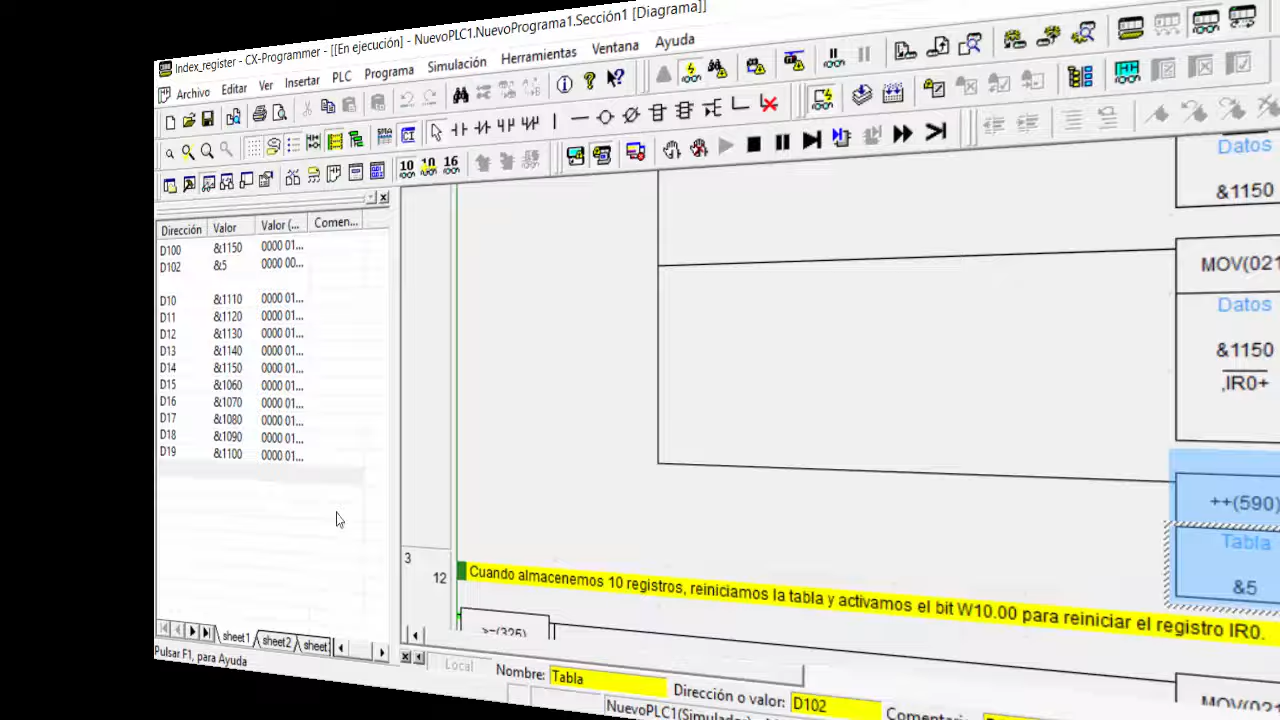 Index_register - CX-Programmer - [[En ejecución] - NuevoPLC1.NuevoPrograma1.Sección1 [Diagrama]]
Archivo Editar Ver Insertar PLC Programa Simulación Herramientas Ventana Ayuda
10 10 16
Dirección Valor Valor (... Comen...
D100 &1150 0000 01...
D102 &5 0000 00...
D10 &1110 0000 01...
D11 &1120 0000 01...
D12 &1130 0000 01...
D13 &1140 0000 01...
D14 &1150 0000 01...
D15 &1060 0000 01...
D16 &1070 0000 01...
D17 &1080 0000 01...
D18 &1090 0000 01...
D19 &1100 0000 01...
sheet1 sheet2 sheet
Pulsar F1, para Ayuda
Datos
&1150
MOV(021
Datos
&1150
,IR0+
++(590)
Tabla
&5
3
12
Cuando almacenemos 10 registros, reiniciamos la tabla y activamos el bit W10.00 para reiniciar el registro IR0.
>=(325)
MOV(021
Local Nombre: Tabla Dirección o valor: D102 Comentario